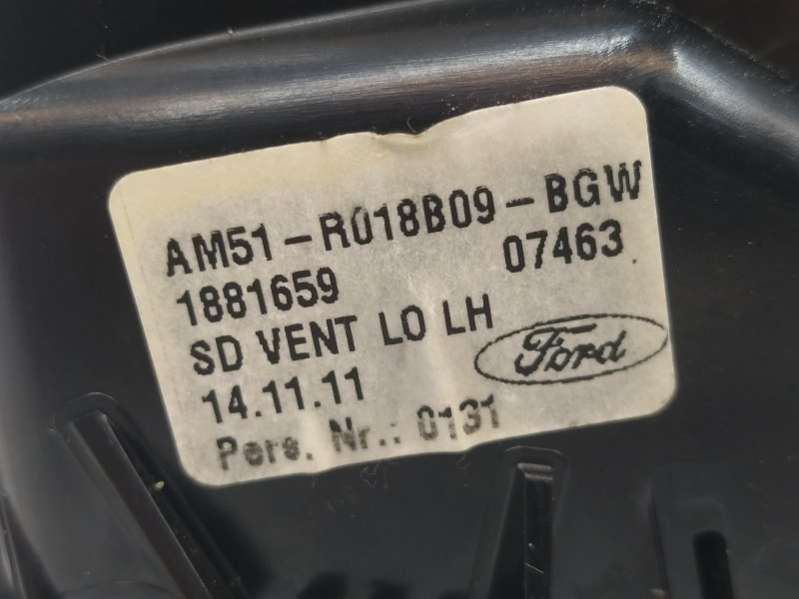 AM51-R018B09-BGW
1881659 07463
SD VENT LO LH
Ford
14.11.11
Pers. Nr.: 0131